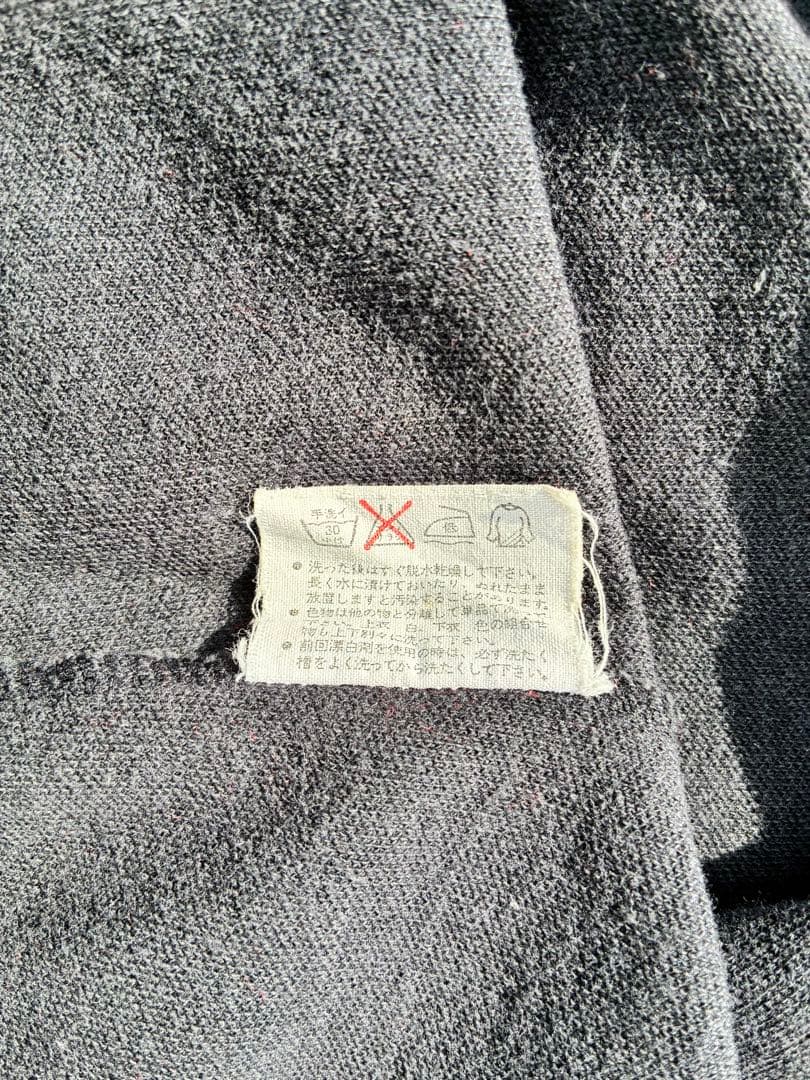 手洗イ
30
中性
低
● 洗った後はすぐ脱水乾燥して下さい。
長く水に漬けておいたり、ぬれたまま
放置しますと汚染することがあります
● 色物は他の物と分離して単品で洗って
下さい。上衣 白 下衣 色の組合せ
物も上下別々に洗って下さい。
● 前回漂白剤を使用の時は、必ず洗たく
槽をよく洗ってから洗たくして下さい。